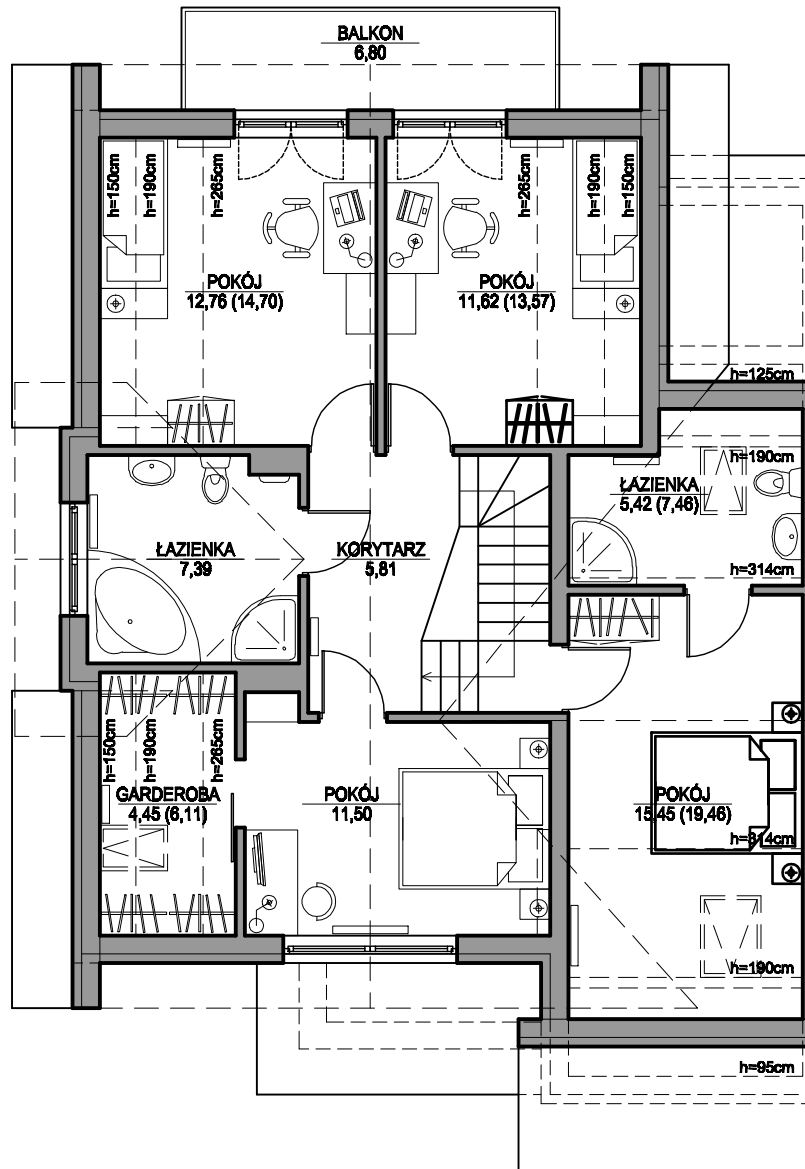 BALKON
6,80
h=150cm
h=190cm
h=265cm
h=265cm
h=190cm
h=150cm
POKÓJ
12,76 (14,70)
POKÓJ
11,62 (13,57)
h=125cm
h=190cm
ŁAZIENKA
5,42 (7,46)
h=314cm
ŁAZIENKA
7,39
KORYTARZ
5,81
h=150cm
h=190cm
h=265cm
GARDEROBA
4,45 (6,11)
POKÓJ
11,50
POKÓJ
15,45 (19,46)
h=314cm
h=190cm
h=95cm